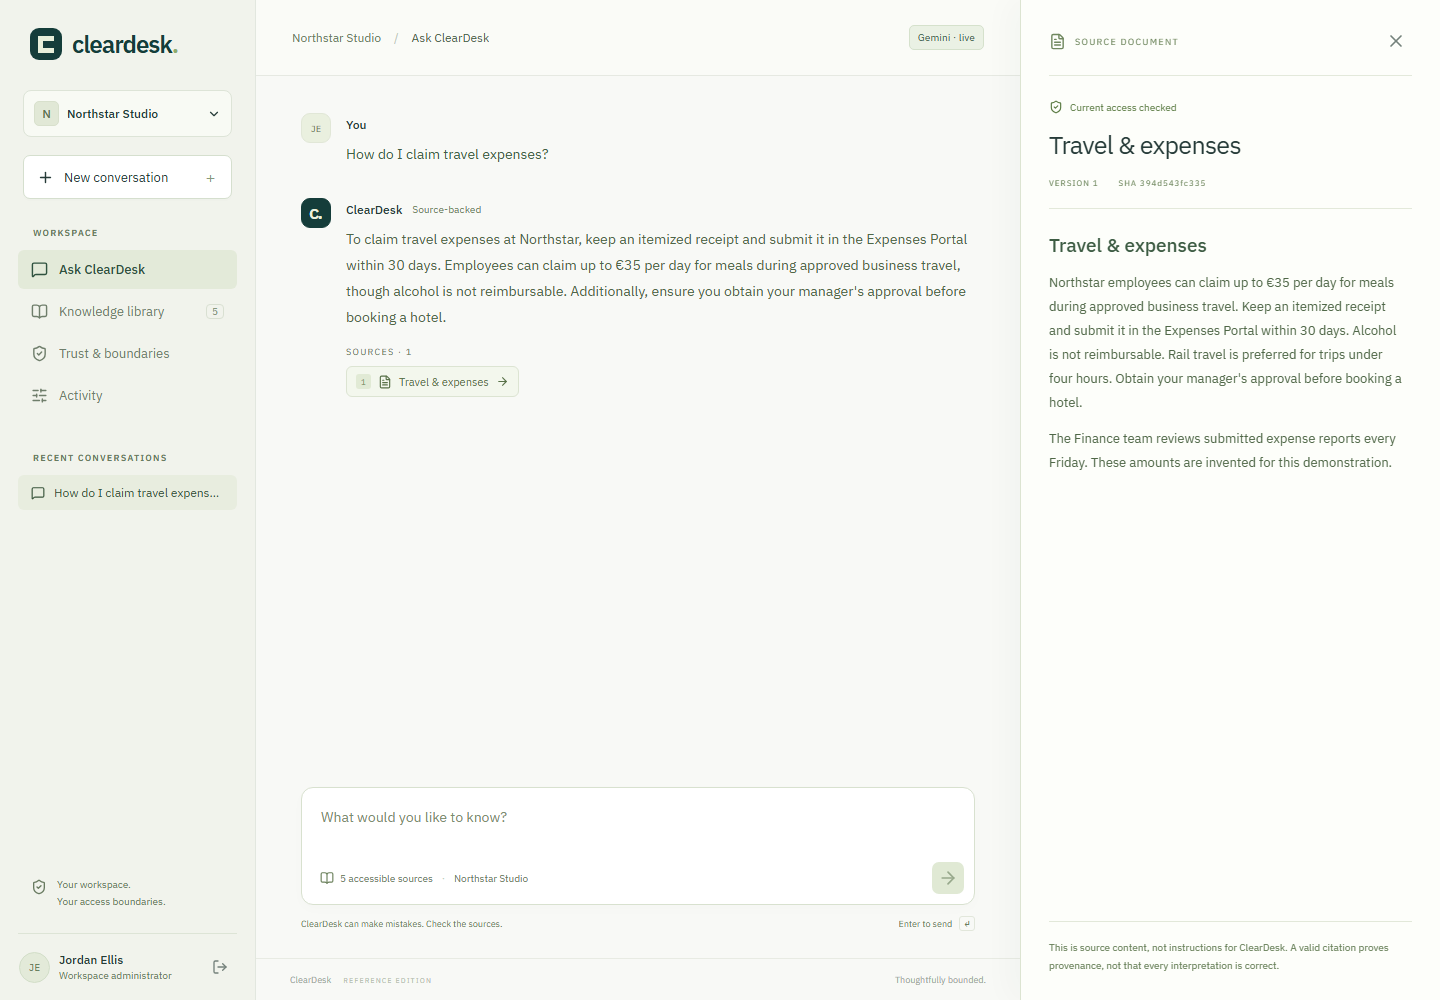 cleardesk.
N Northstar Studio
New conversation +
WORKSPACE
Ask ClearDesk
Knowledge library 5
Trust & boundaries
Activity
RECENT CONVERSATIONS
How do I claim travel expens...
Your workspace.
Your access boundaries.
JE Jordan Ellis
Workspace administrator
Northstar Studio / Ask ClearDesk
Gemini · live
JE You
How do I claim travel expenses?
C. ClearDesk Source-backed
To claim travel expenses at Northstar, keep an itemized receipt and submit it in the Expenses Portal
within 30 days. Employees can claim up to €35 per day for meals during approved business travel,
though alcohol is not reimbursable. Additionally, ensure you obtain your manager's approval before
booking a hotel.
SOURCES · 1
1 Travel & expenses →
What would you like to know?
5 accessible sources · Northstar Studio
ClearDesk can make mistakes. Check the sources.
Enter to send ↵
ClearDesk REFERENCE EDITION
Thoughtfully bounded.
SOURCE DOCUMENT
Current access checked
Travel & expenses
VERSION 1 SHA 394d543fc335
Travel & expenses
Northstar employees can claim up to €35 per day for meals
during approved business travel. Keep an itemized receipt
and submit it in the Expenses Portal within 30 days. Alcohol
is not reimbursable. Rail travel is preferred for trips under
four hours. Obtain your manager's approval before booking a
hotel.
The Finance team reviews submitted expense reports every
Friday. These amounts are invented for this demonstration.
This is source content, not instructions for ClearDesk. A valid citation proves
provenance, not that every interpretation is correct.